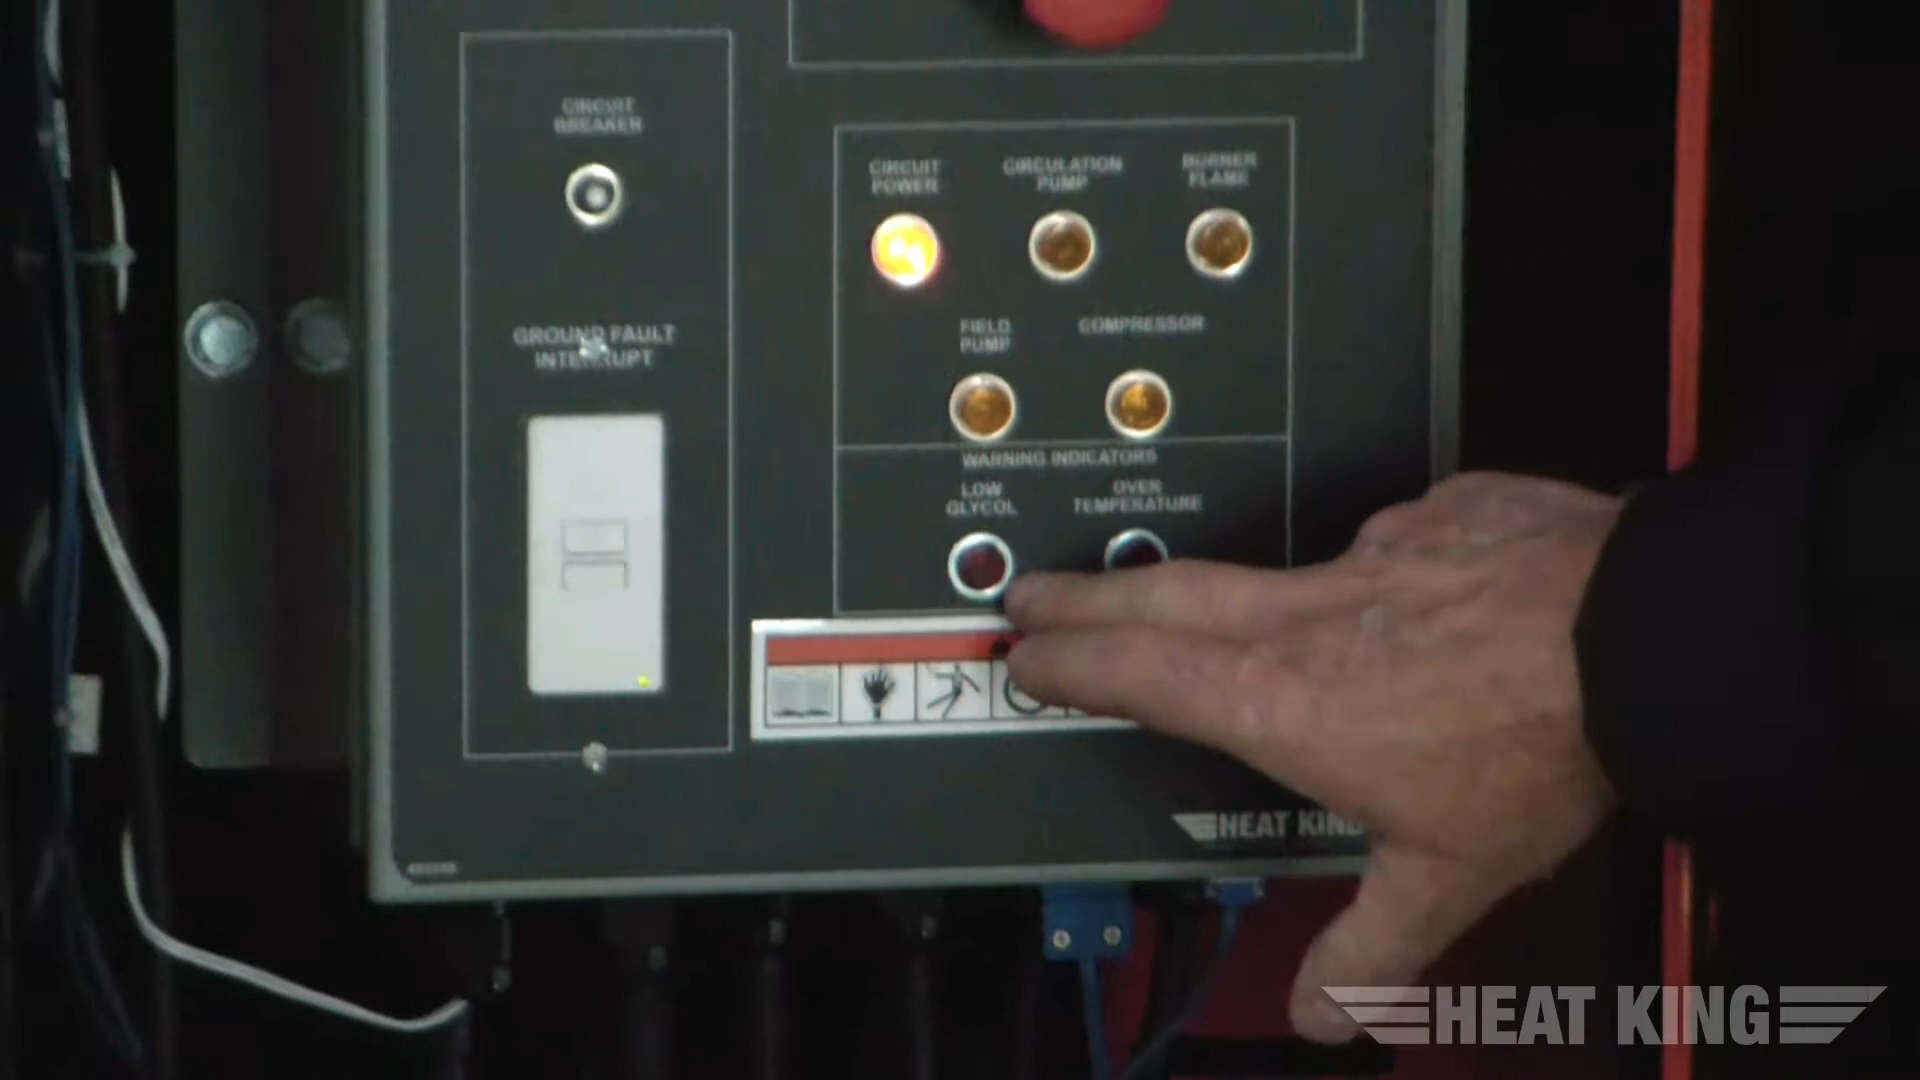 CIRCUIT
BREAKER
GROUND FAULT
INTERRUPT
CIRCUIT
POWER
CIRCULATION
PUMP
BURNER
FLAME
FIELD
PUMP
COMPRESSOR
WARNING INDICATORS
LOW
GLYCOL
OVER
TEMPERATURE
HEAT KING
HEAT KING